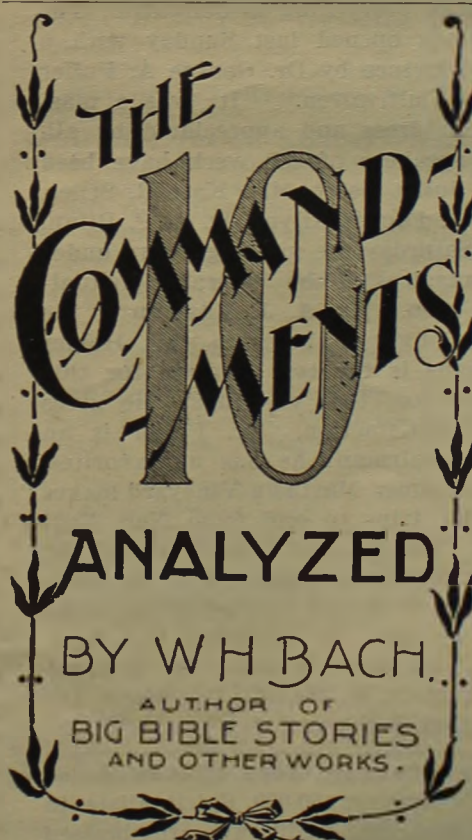 THE
10
COMMAND-
-MENTS
ANALYZED
BY W H BACH.
AUTHOR OF
BIG BIBLE STORIES
AND OTHER WORKS.